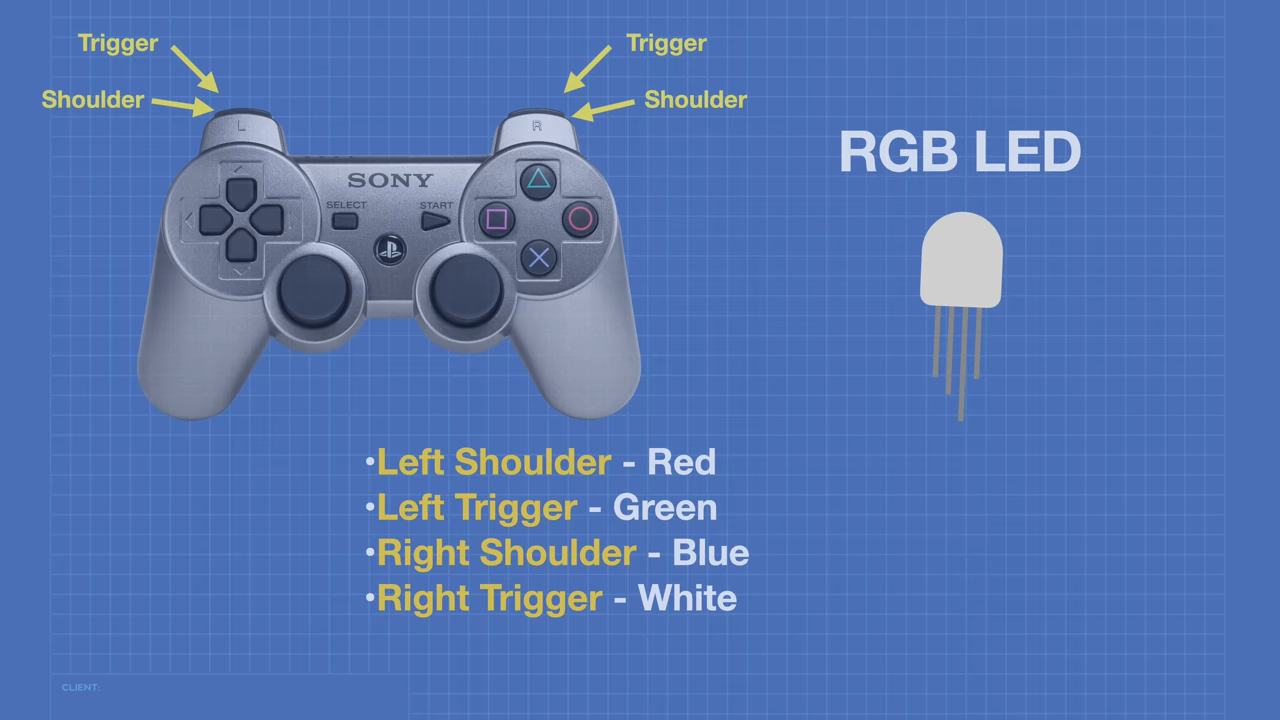 Trigger
Trigger
Shoulder
Shoulder
L
R
RGB LED
SONY
SELECT
START
•Left Shoulder - Red
•Left Trigger - Green
•Right Shoulder - Blue
•Right Trigger - White
CLIENT: